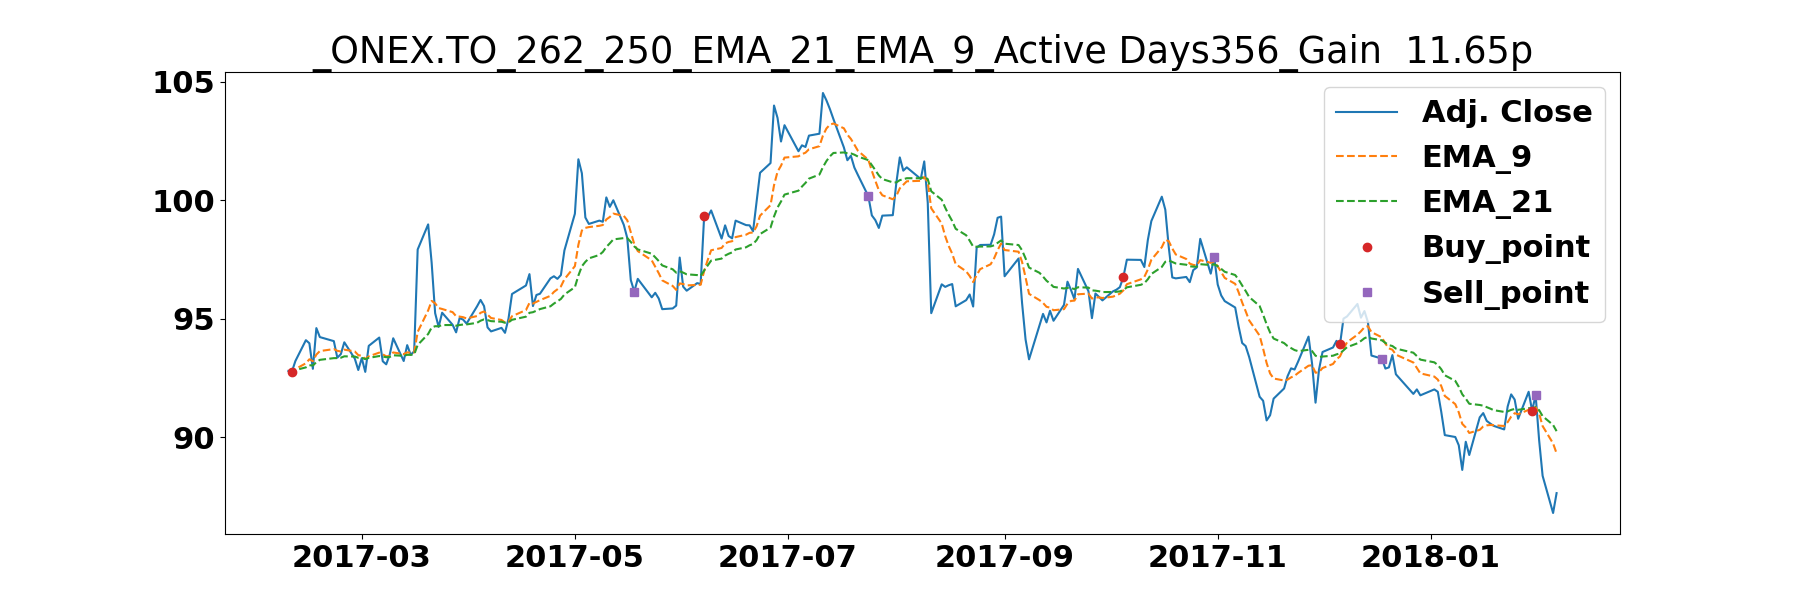 _ONEX.TO_262_250_EMA_21_EMA_9_Active Days356_Gain  11.65p
105
100
95
90
Adj. Close
EMA_9
EMA_21
Buy_point
Sell_point
2017-03
2017-05
2017-07
2017-09
2017-11
2018-01